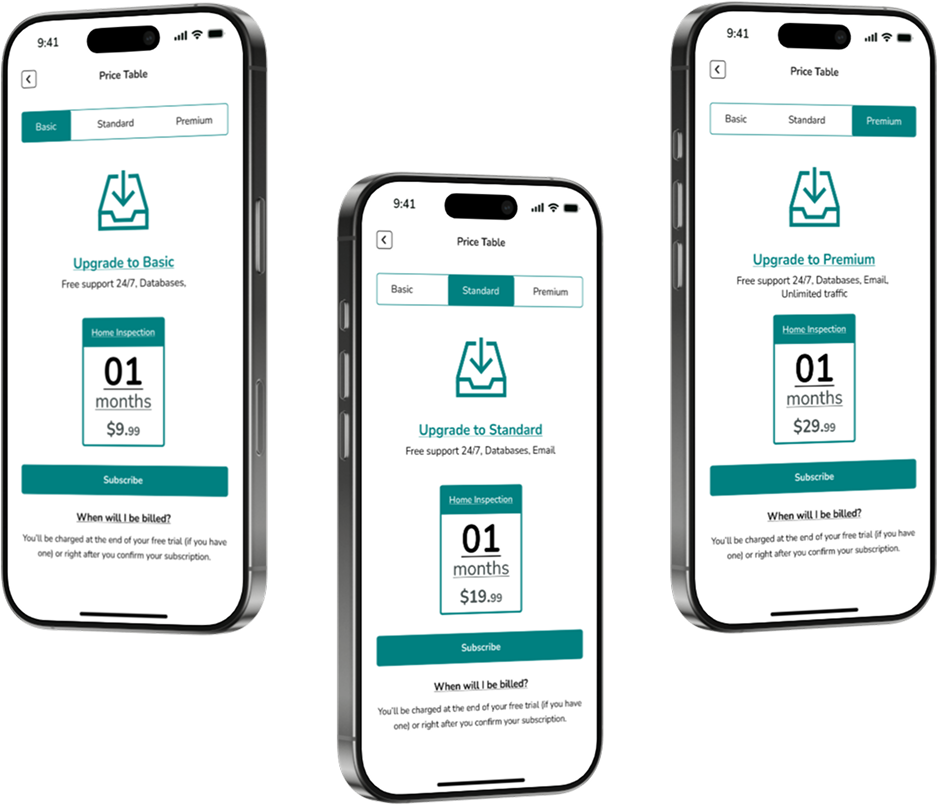 9:41
Price Table
Basic Standard Premium
Upgrade to Basic
Free support 24/7, Databases,
Home Inspection
01
months
$9.99
Subscribe
When will I be billed?
You'll be charged at the end of your free trial (if you have
one) or right after you confirm your subscription.
9:41
Price Table
Basic Standard Premium
Upgrade to Standard
Free support 24/7, Databases, Email
Home Inspection
01
months
$19.99
Subscribe
When will I be billed?
You'll be charged at the end of your free trial (if you have
one) or right after you confirm your subscription.
9:41
Price Table
Basic Standard Premium
Upgrade to Premium
Free support 24/7, Databases, Email,
Unlimited traffic
Home Inspection
01
months
$29.99
Subscribe
When will I be billed?
You'll be charged at the end of your free trial (if you have
one) or right after you confirm your subscription.